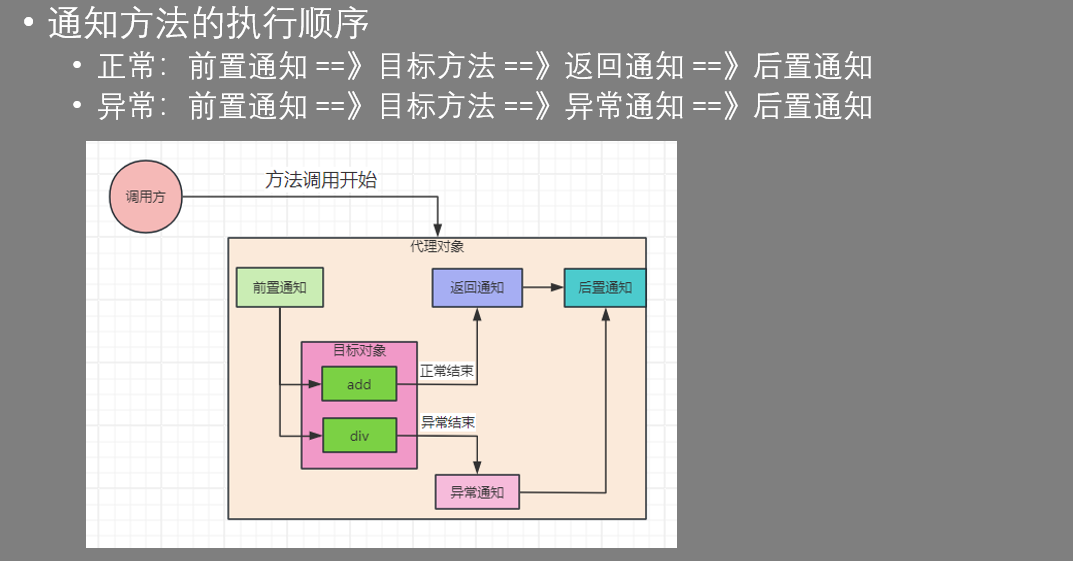 • 通知方法的执行顺序
• 正常：前置通知 ==》目标方法 ==》返回通知 ==》后置通知
• 异常：前置通知 ==》目标方法 ==》异常通知 ==》后置通知
方法调用开始
调用方
代理对象
前置通知
返回通知
后置通知
目标对象
add
正常结束
div
异常结束
异常通知